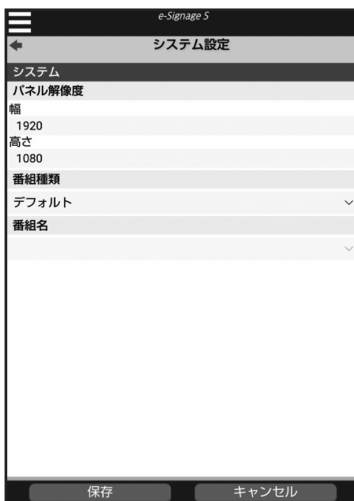 e-Signage S
システム設定
システム
パネル解像度
幅
1920
高さ
1080
番組種類
デフォルト
番組名
保存
キャンセル